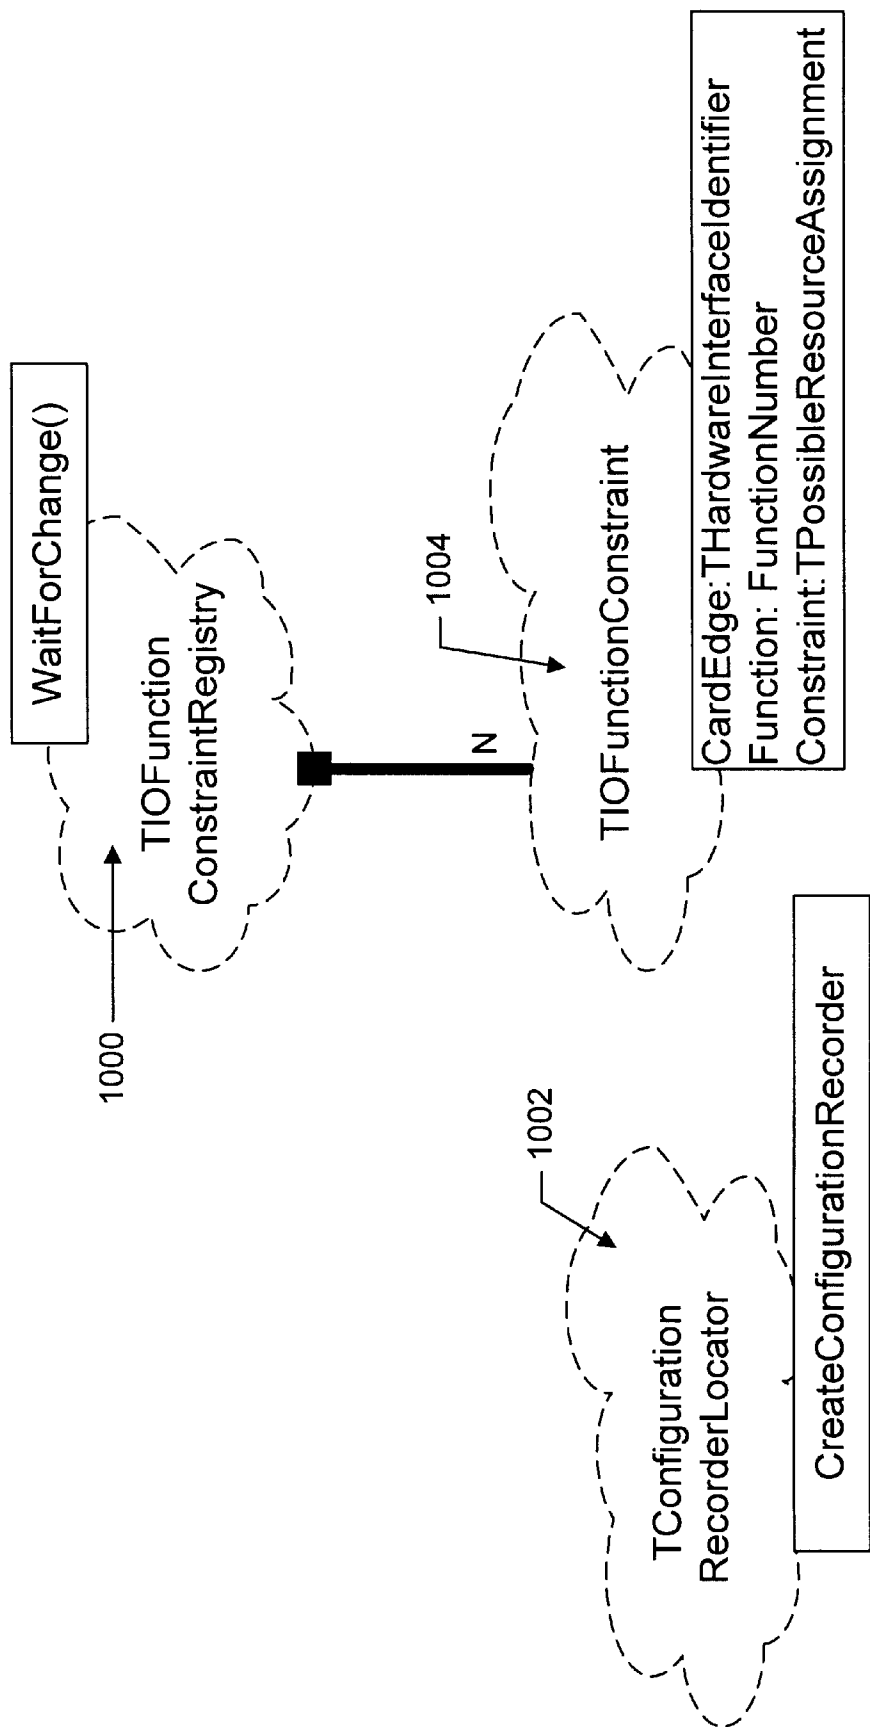 WaitForChange()
TIOFunction
ConstraintRegistry
1000
N
1004
TIOFunctionConstraint
CardEdge:THardwareInterfaceIdentifier
Function: FunctionNumber
Constraint:TPossibleResourceAssignment
1002
TConfiguration
RecorderLocator
CreateConfigurationRecorder